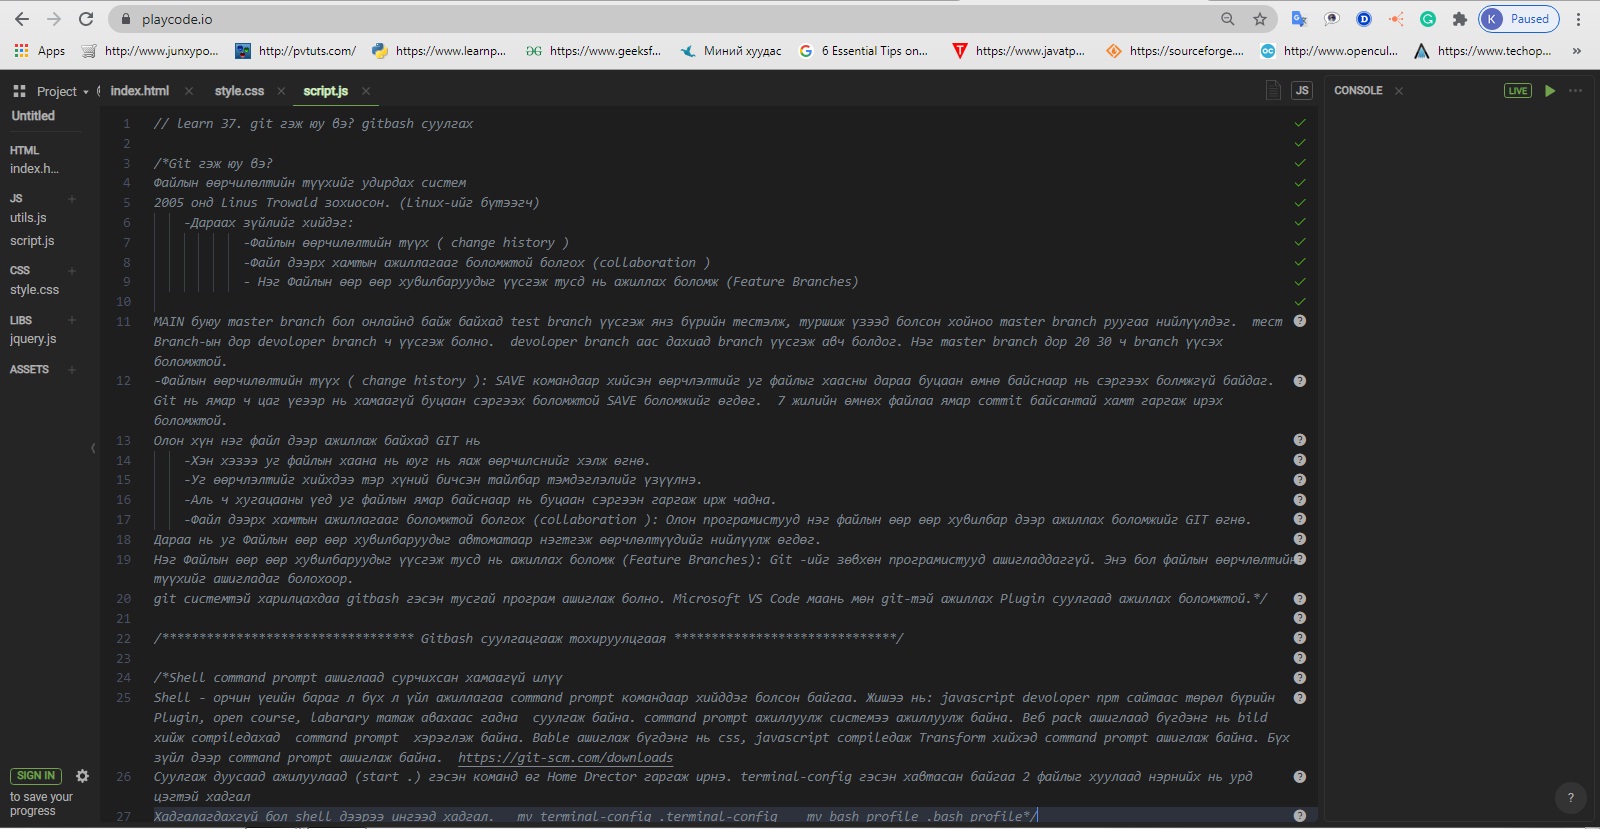 playcode.io
K Paused
Apps http://www.junxypo... http://pvtuts.com/ https://www.learnp... https://www.geeksf... Миний хуудас 6 Essential Tips on... https://www.javatp... https://sourceforge.... http://www.opencul... https://www.techop... »
Project index.html style.css script.js JS CONSOLE LIVE
Untitled
HTML
index.h...
JS
utils.js
script.js
CSS
style.css
LIBS
jquery.js
ASSETS
SIGN IN
to save your
progress
1 // learn 37. git гэж юу вэ? gitbash суулгах
2
3 /*Git гэж юу вэ?
4 Файлын өөрчилөлтийн түүхийг удирдах систем
5 2005 онд Linus Trowald зохиосон. (Linux-ийг бүтээгч)
6 -Дараах зүйлийг хийдэг:
7 -Файлын өөрчилөлтийн түүх ( change history )
8 -Файл дээрх хамтын ажиллагааг боломжтой болгох (collaboration )
9 - Нэг Файлын өөр өөр хувилбаруудыг үүсгэж тусд нь ажиллах боломж (Feature Branches)
10
11 MAIN буюу master branch бол онлайнд байж байхад test branch үүсгэж янз бүрийн тестэлж, туршиж үзээд болсон хойноо master branch руугаа нийлүүлдэг. тест
Branch-ын дор devoloper branch ч үүсгэж болно. devoloper branch аас дахиад branch үүсгэж авч болдог. Нэг master branch дор 20 30 ч branch үүсэх
боломжтой.
12 -Файлын өөрчилөлтийн түүх ( change history ): SAVE командаар хийсэн өөрчлэлтийг уг файлыг хаасны дараа буцаан өмнө байснаар нь сэргээх болмжгүй байдаг.
Git нь ямар ч цаг үеээр нь хамаагүй буцаан сэргээх боломжтой SAVE боломжийг өгдөг. 7 жилийн өмнөх файлаа ямар commit байсантай хамт гаргаж ирэх
боломжтой.
13 Олон хүн нэг файл дээр ажиллаж байхад GIT нь
14 -Хэн хэзээ уг файлын хаана нь юуг нь яаж өөрчилснийг хэлж өгнө.
15 -Уг өөрчлэлтийг хийхдээ тэр хүний бичсэн тайлбар тэмдэглэлийг үзүүлнэ.
16 -Аль ч хугацааны үед уг файлын ямар байснаар нь буцаан сэргээн гаргаж ирж чадна.
17 -Файл дээрх хамтын ажиллагааг боломжтой болгох (collaboration ): Олон програмистууд нэг файлын өөр өөр хувилбар дээр ажиллах боломжийг GIT өгнө.
18 Дараа нь уг Файлын өөр өөр хувилбаруудыг автоматаар нэгтгэж өөрчлөлтүүдийг нийлүүлж өгдөг.
19 Нэг Файлын өөр өөр хувилбаруудыг үүсгэж тусд нь ажиллах боломж (Feature Branches): Git -ийг зөвхөн програмистууд ашигладдаггүй. Энэ бол файлын өөрчлөлтийн
түүхийг ашигладаг болохоор.
20 git системтэй харилцахдаа gitbash гэсэн тусгай програм ашиглаж болно. Microsoft VS Code маань мөн git-тэй ажиллах Plugin суулгаад ажиллах боломжтой.*/
21
22 /********************************** Gitbash суулгацгааж тохируулцгаая ******************************/
23
24 /*Shell command prompt ашиглаад сурчихсан хамаагүй илүү
25 Shell - орчин үеийн бараг л бүх л үйл ажиллагаа command prompt командаар хийддэг болсон байгаа. Жишээ нь: javascript devoloper npm сайтаас төрөл бүрийн
Plugin, open course, labarary татаж авахаас гадна суулгаж байна. command prompt ажиллуулж системээ ажиллуулж байна. Веб pack ашиглаад бүгдэнг нь bild
хийж compileдахад command prompt хэрэглэж байна. Bable ашиглаж бүгдэнг нь css, javascript compileдаж Transform хийхэд command prompt ашиглаж байна. Бүх
зүйл дээр command prompt ашиглаж байна. https://git-scm.com/downloads
26 Суулгаж дуусаад ажилуулаад (start .) гэсэн команд өг Home Drector гаргаж ирнэ. terminal-config гэсэн хавтасан байгаа 2 файлыг хуулаад нэрнийх нь урд
цэгтэй хадгал
27 Хадгалагдахгүй бол shell дээрээ ингээд хадгал. mv terminal-config .terminal-config mv bash_profile .bash_profile*/